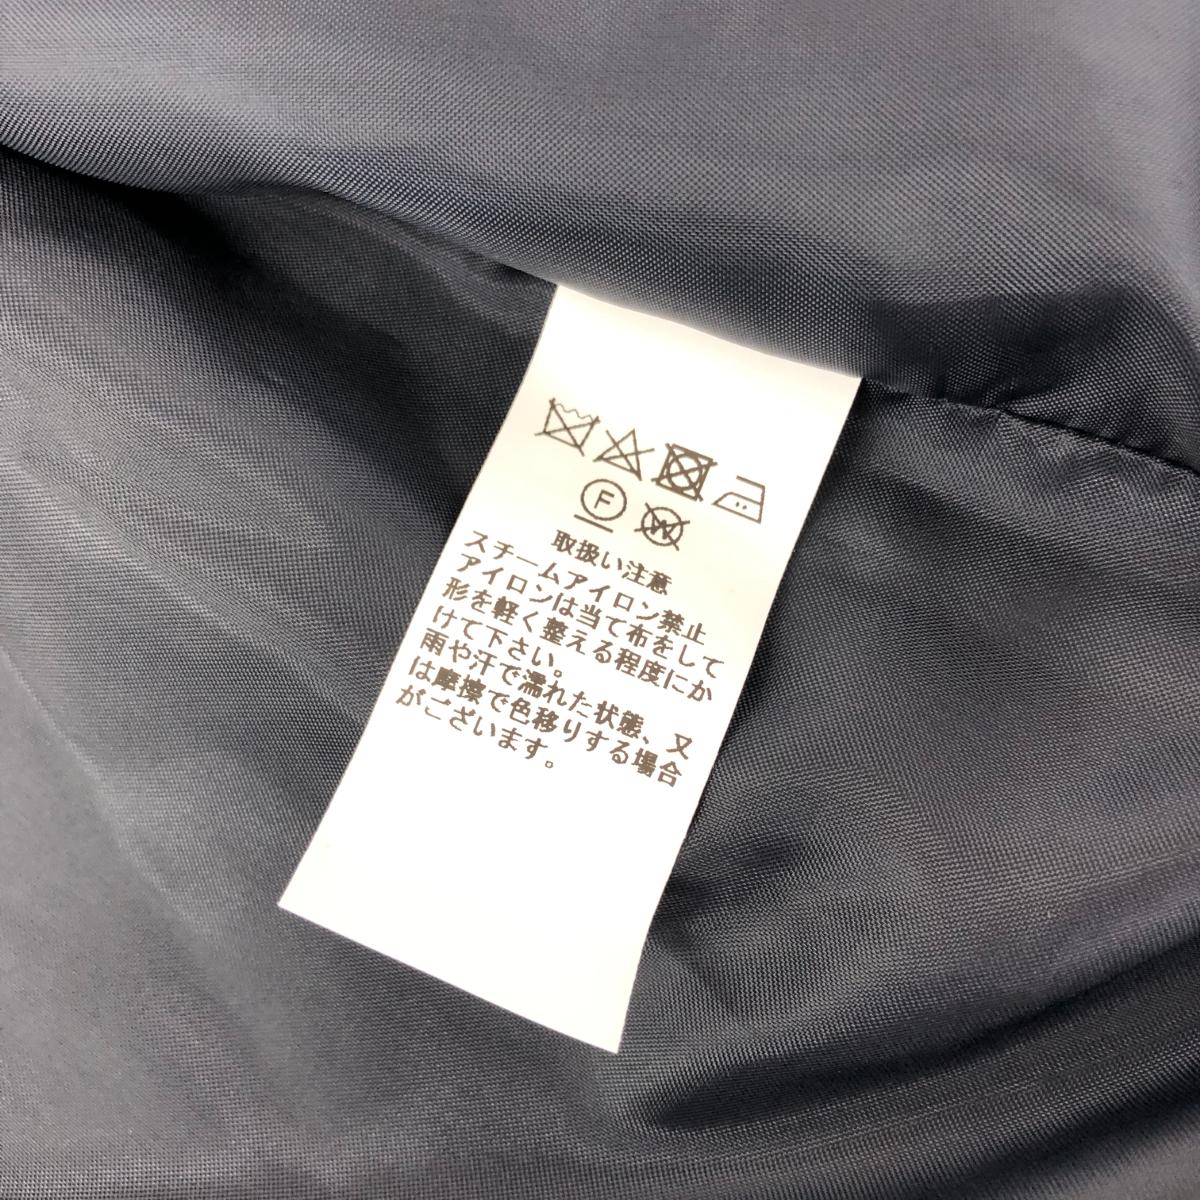 F W
取扱い注意
スチームアイロン禁止
アイロンは当て布をして
形を軽く整える程度にか
けて下さい。
雨や汗で濡れた状態、又
は摩擦で色移りする場合
がございます。